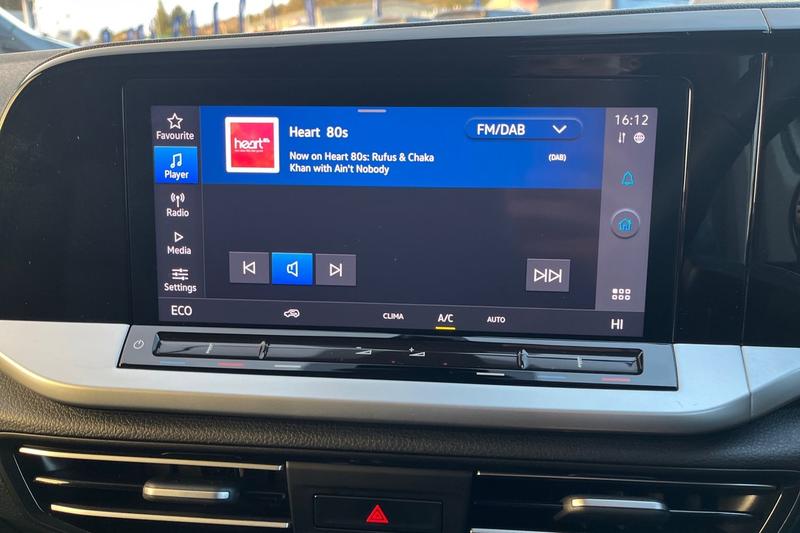 Favourite
Player
Radio
Media
Settings
heart
Heart 80s
Now on Heart 80s: Rufus & Chaka
Khan with Ain't Nobody
FM/DAB
(DAB)
16:12
ECO
CLIMA
A/C
AUTO
HI